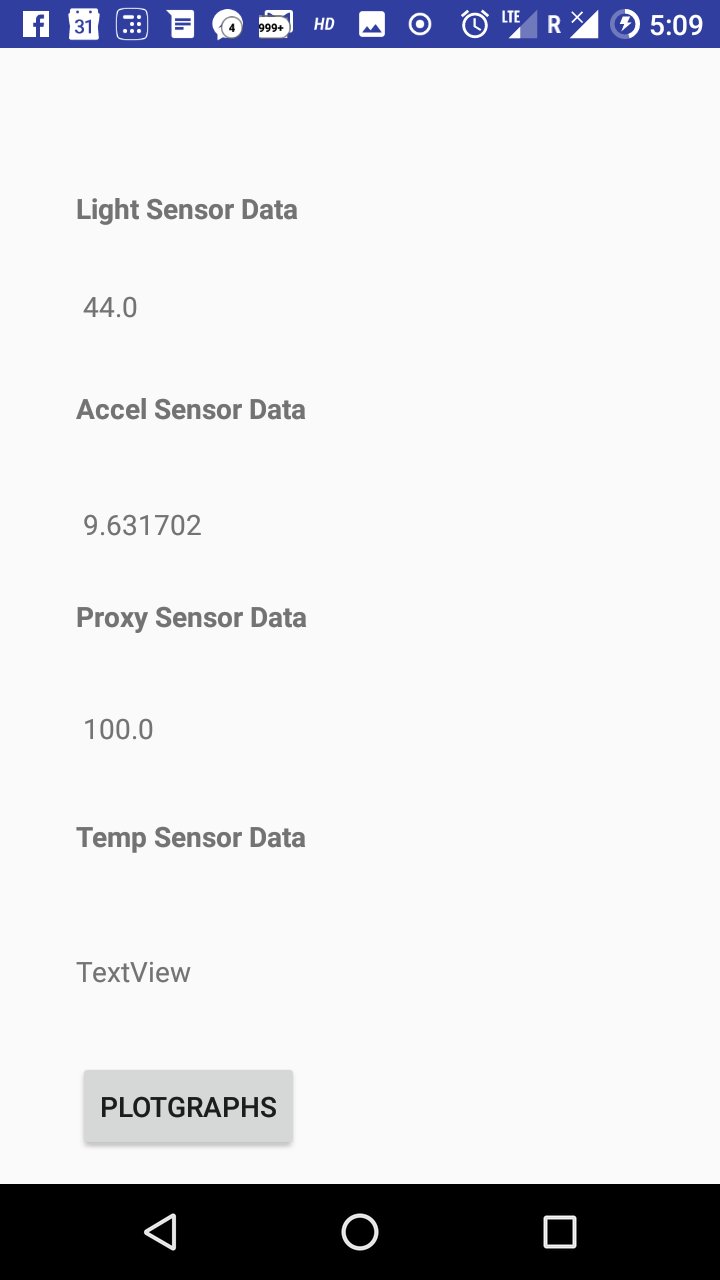 31 4 999+ HD LTE R 5:09
Light Sensor Data
44.0
Accel Sensor Data
9.631702
Proxy Sensor Data
100.0
Temp Sensor Data
TextView
PLOTGRAPHS